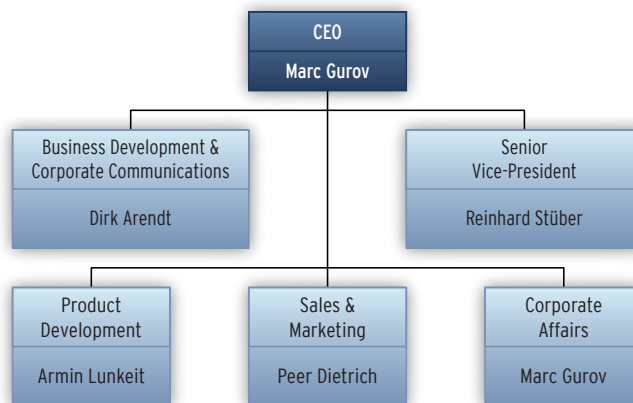 CEO
Marc Gurov
Business Development &
Corporate Communications
Dirk Arendt
Senior
Vice-President
Reinhard Stüber
Product
Development
Armin Lunkeit
Sales &
Marketing
Peer Dietrich
Corporate
Affairs
Marc Gurov